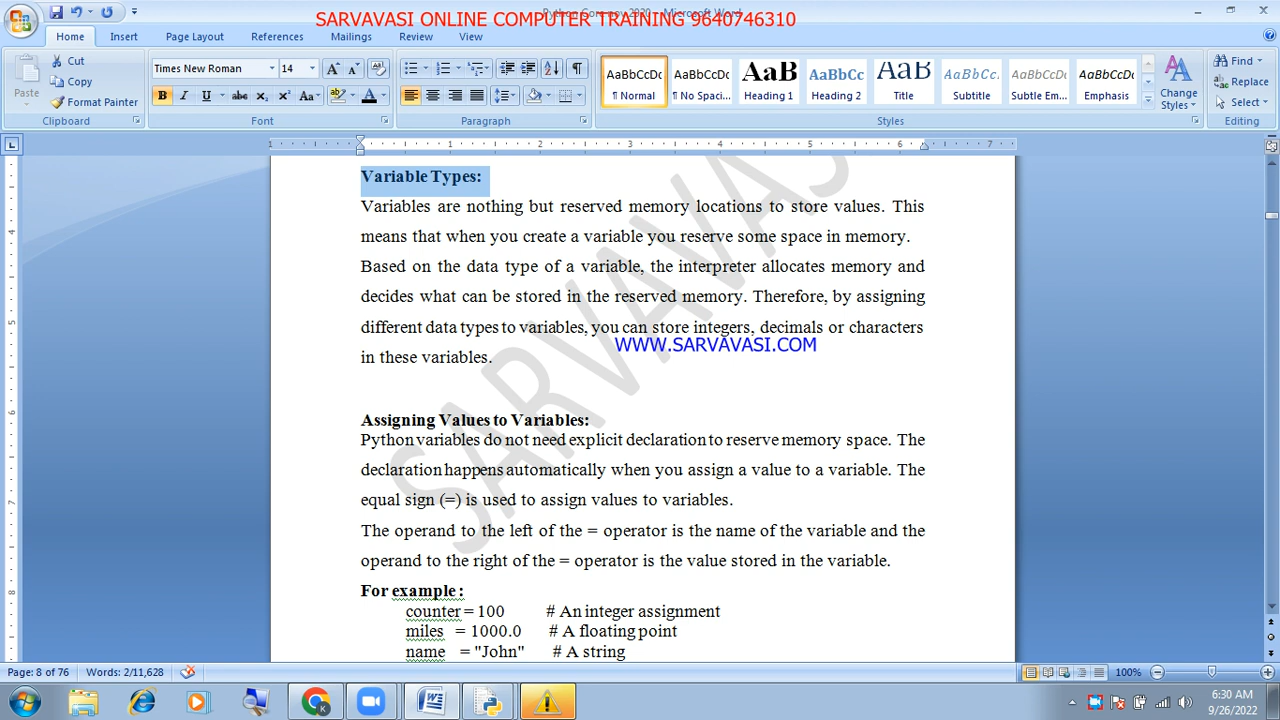 SARVAVASI ONLINE COMPUTER TRAINING 9640746310
Home Insert Page Layout References Mailings Review View
Paste
Cut
Copy
Format Painter
Clipboard
Times New Roman 14
Font
Paragraph
AaBbCcDc AaBbCcDc AaB AaBbCc AaB AaBbCc. AaBbCcDc AaBbCcDc
¶ Normal ¶ No Spaci... Heading 1 Heading 2 Title Subtitle Subtle Em... Emphasis
Change
Styles
Styles
Find
Replace
Select
Editing
Variable Types:
Variables are nothing but reserved memory locations to store values. This
means that when you create a variable you reserve some space in memory.
Based on the data type of a variable, the interpreter allocates memory and
decides what can be stored in the reserved memory. Therefore, by assigning
different data types to variables, you can store integers, decimals or characters
WWW.SARVAVASI.COM
in these variables.
SARVAVAS
Assigning Values to Variables:
Python variables do not need explicit declaration to reserve memory space. The
declaration happens automatically when you assign a value to a variable. The
equal sign (=) is used to assign values to variables.
The operand to the left of the = operator is the name of the variable and the
operand to the right of the = operator is the value stored in the variable.
For example :
counter = 100 # An integer assignment
miles = 1000.0 # A floating point
name = "John" # A string
Page: 8 of 76 Words: 2/11,628 100%
6:30 AM
9/26/2022